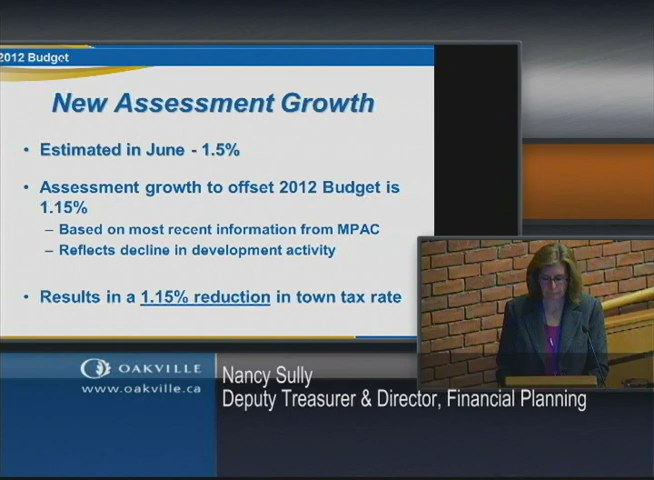 2012 Budget
New Assessment Growth
• Estimated in June - 1.5%
• Assessment growth to offset 2012 Budget is
1.15%
– Based on most recent information from MPAC
– Reflects decline in development activity
• Results in a 1.15% reduction in town tax rate
OAKVILLE
www.oakville.ca
Nancy Sully
Deputy Treasurer & Director, Financial Planning